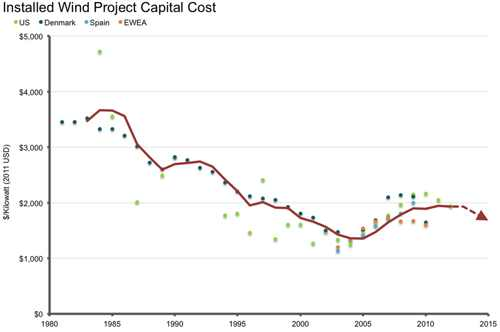 Installed Wind Project Capital Cost
US Denmark Spain EWEA
$5,000
$4,000
$3,000
$2,000
$1,000
$0
$/Kilowatt (2011 USD)
1980 1985 1990 1995 2000 2005 2010 2015